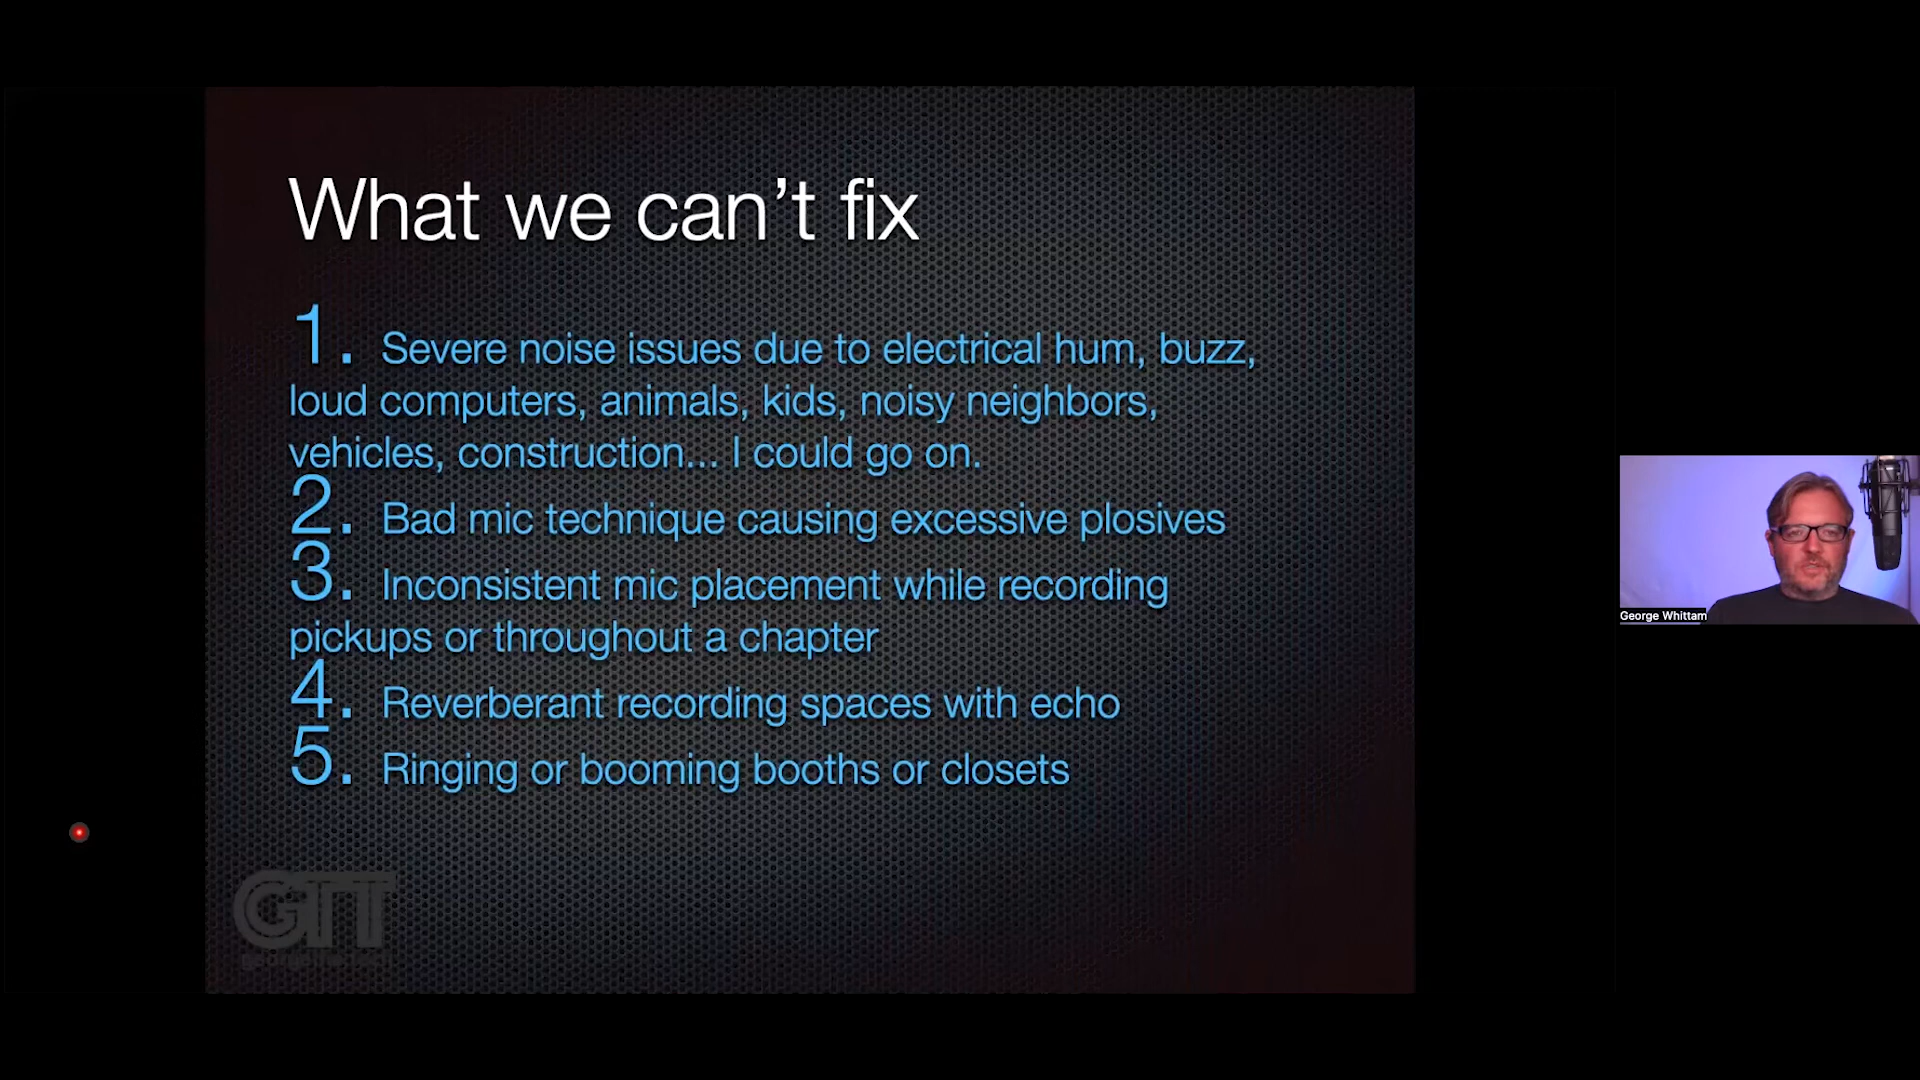 What we can’t fix
1. Severe noise issues due to electrical hum, buzz,
loud computers, animals, kids, noisy neighbors,
vehicles, construction... I could go on.
2. Bad mic technique causing excessive plosives
3. Inconsistent mic placement while recording
pickups or throughout a chapter
4. Reverberant recording spaces with echo
5. Ringing or booming booths or closets
George Whittam
GTT